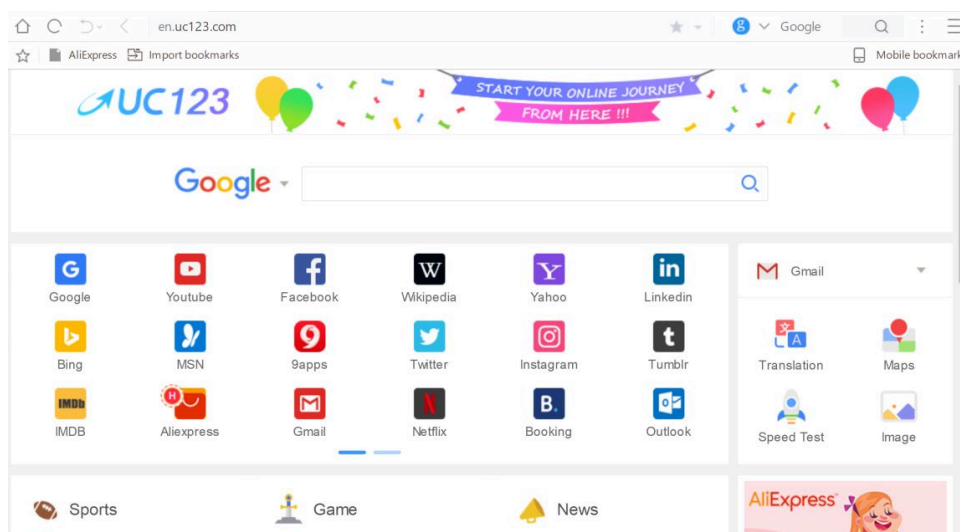 en.uc123.com
Google
AliExpress Import bookmarks
Mobile bookmark
UC123
START YOUR ONLINE JOURNEY
FROM HERE !!!
Google
Google Youtube Facebook Wikipedia Yahoo Linkedin
Gmail
Bing MSN 9apps Twitter Instagram Tumblr
Translation Maps
IMDb
H
B.
IMDB Aliexpress Gmail Netflix Booking Outlook
Speed Test Image
Sports Game News
AliExpress